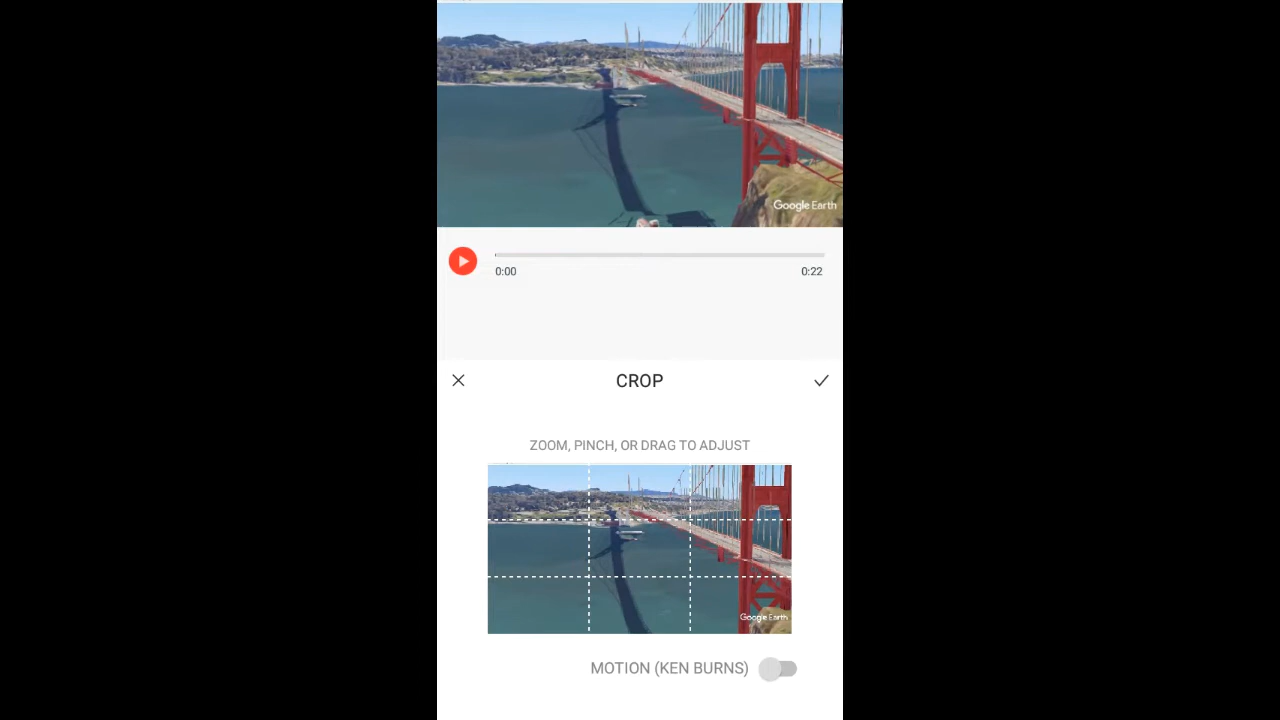 Google Earth
0:00
0:22
CROP
ZOOM, PINCH, OR DRAG TO ADJUST
Google Earth
MOTION (KEN BURNS)